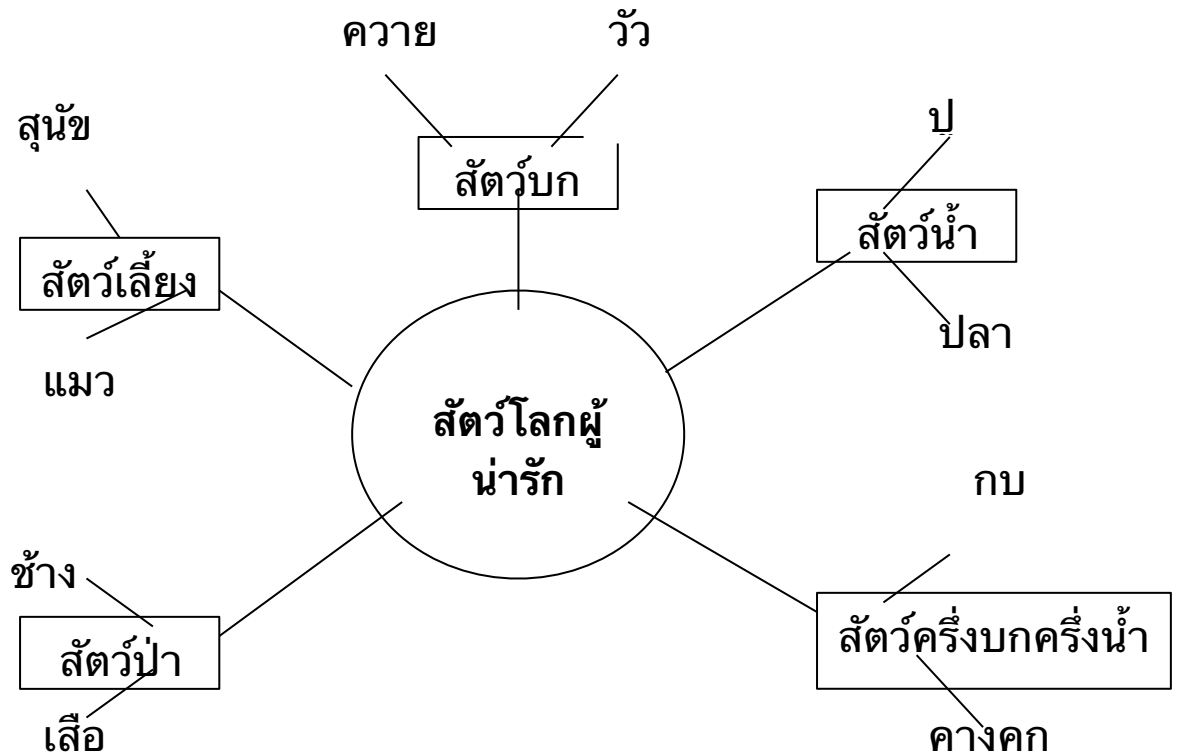 ควาย วัว
สุนัข
ปู
สัตว์บก
สัตว์น้ำ
สัตว์เลี้ยง
ปลา
แมว
สัตว์โลกผู้
น่ารัก
กบ
ช้าง
สัตว์ครึ่งบกครึ่งน้ำ
สัตว์ป่า
เสือ
คางคก